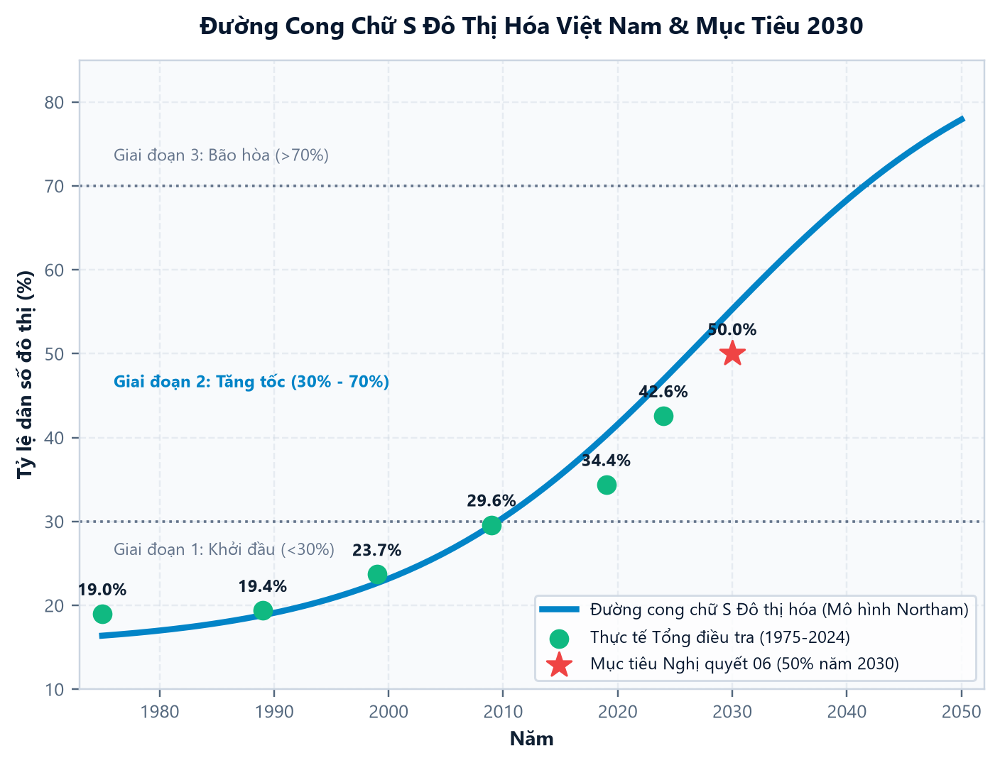 Đường Cong Chữ S Đô Thị Hóa Việt Nam & Mục Tiêu 2030
Tỷ lệ dân số đô thị (%)
80
70
60
50
40
30
20
10
Giai đoạn 3: Bão hòa (>70%)
Giai đoạn 2: Tăng tốc (30% - 70%)
Giai đoạn 1: Khởi đầu (<30%)
19.0%
19.4%
23.7%
29.6%
34.4%
42.6%
50.0%
Đường cong chữ S Đô thị hóa (Mô hình Northam)
Thực tế Tổng điều tra (1975-2024)
Mục tiêu Nghị quyết 06 (50% năm 2030)
1980 1990 2000 2010 2020 2030 2040 2050
Năm